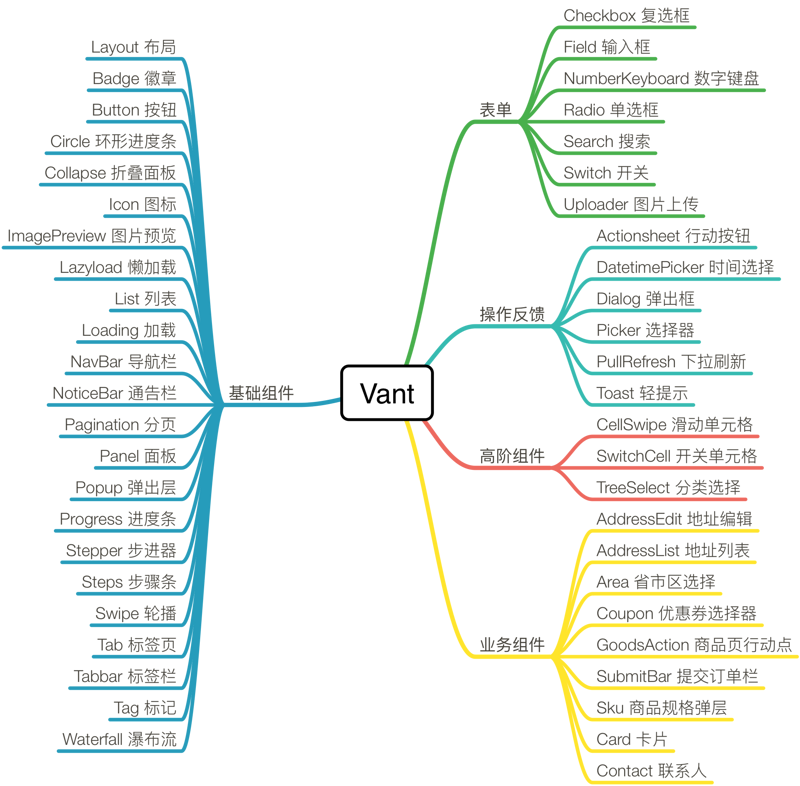 Vant
基础组件
Layout 布局
Badge 徽章
Button 按钮
Circle 环形进度条
Collapse 折叠面板
Icon 图标
ImagePreview 图片预览
Lazyload 懒加载
List 列表
Loading 加载
NavBar 导航栏
NoticeBar 通告栏
Pagination 分页
Panel 面板
Popup 弹出层
Progress 进度条
Stepper 步进器
Steps 步骤条
Swipe 轮播
Tab 标签页
Tabbar 标签栏
Tag 标记
Waterfall 瀑布流
表单
Checkbox 复选框
Field 输入框
NumberKeyboard 数字键盘
Radio 单选框
Search 搜索
Switch 开关
Uploader 图片上传
操作反馈
Actionsheet 行动按钮
DatetimePicker 时间选择
Dialog 弹出框
Picker 选择器
PullRefresh 下拉刷新
Toast 轻提示
高阶组件
CellSwipe 滑动单元格
SwitchCell 开关单元格
TreeSelect 分类选择
业务组件
AddressEdit 地址编辑
AddressList 地址列表
Area 省市区选择
Coupon 优惠券选择器
GoodsAction 商品页行动点
SubmitBar 提交订单栏
Sku 商品规格弹层
Card 卡片
Contact 联系人